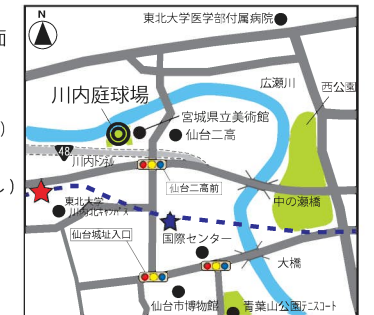 面
N
東北大学医学部付属病院
広瀬川
西公園
川内庭球場
宮城県立美術館
)
仙台二高
48
川内トンネル
し)
仙台二高前
東北大学
川内北キャンパス
中の瀬橋
国際センター
仙台城址入口
大橋
仙台市博物館
青葉山公園テニスコート